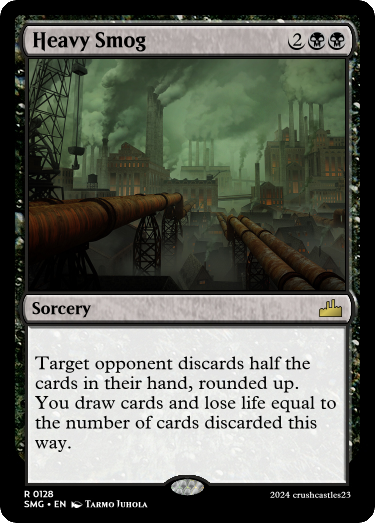 Heavy Smog 2
Sorcery
Target opponent discards half the
cards in their hand, rounded up.
You draw cards and lose life equal to
the number of cards discarded this
way.
R 0128
SMG • EN Tarmo Juhola
2024 crushcastles23